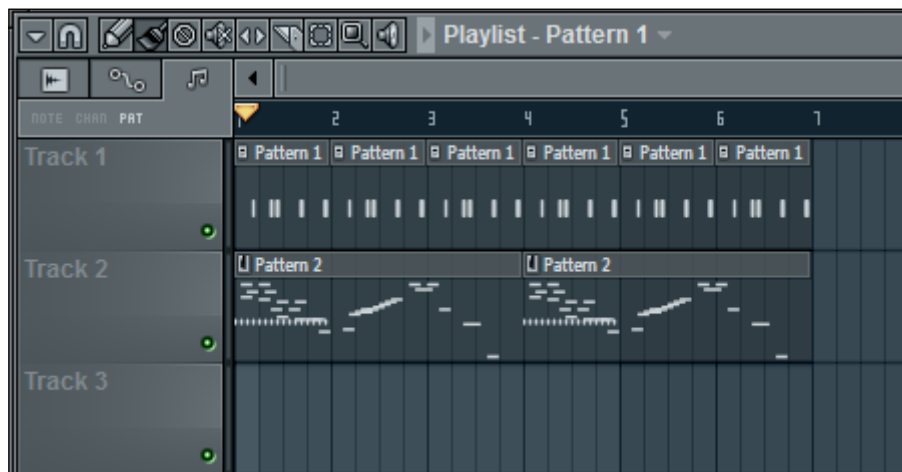 Playlist - Pattern 1
NOTE CHAN PAT
1 2 3 4 5 6 7
Track 1
Pattern 1 Pattern 1 Pattern 1 Pattern 1 Pattern 1 Pattern 1
Track 2
Pattern 2 Pattern 2
Track 3